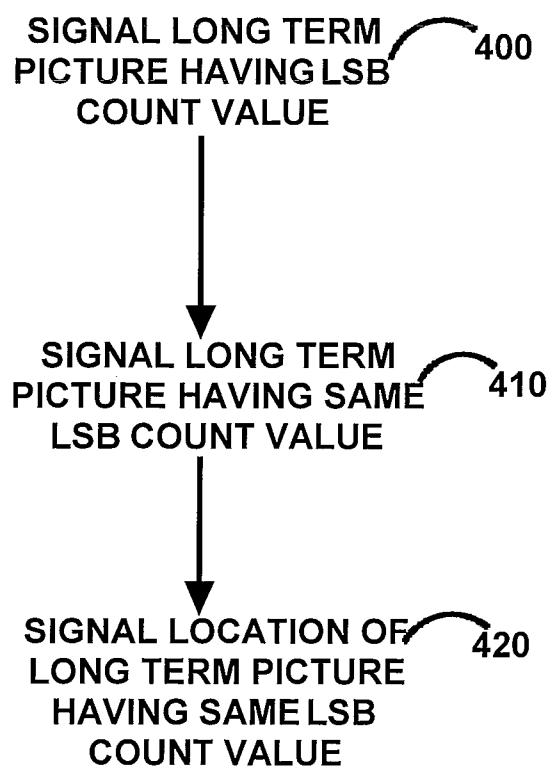 SIGNAL LONG TERM
PICTURE HAVING LSB
COUNT VALUE
400
SIGNAL LONG TERM
PICTURE HAVING SAME
LSB COUNT VALUE
410
SIGNAL LOCATION OF
LONG TERM PICTURE
HAVING SAME LSB
COUNT VALUE
420